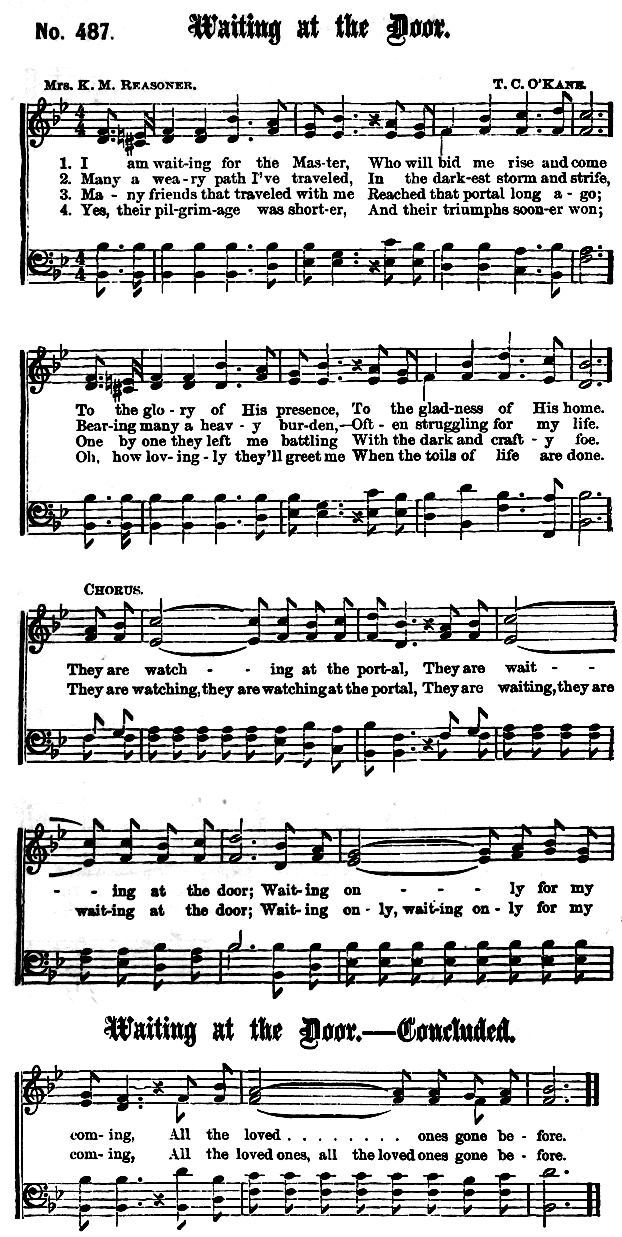 No. 487.
Waiting at the Door.
Mrs. K. M. Reasoner.
T. C. O'Kane.
1. I am wait-ing for the Mas-ter, Who will bid me rise and come
2. Many a wea-ry path I've traveled, In the dark-est storm and strife,
3. Ma-ny friends that traveled with me Reached that portal long a-go;
4. Yes, their pil-grim-age was short-er, And their triumphs soon-er won;
To the glo-ry of His presence, To the glad-ness of His home.
Bear-ing many a heav-y bur-den,—Oft-en struggling for my life.
One by one they left me battling With the dark and craft-y foe.
Oh, how lov-ing-ly they'll greet me When the toils of life are done.
Chorus.
They are watch - - ing at the port-al, They are wait - -
They are watching, they are watching at the portal, They are waiting, they are
- - ing at the door; Wait-ing on - - - ly for my
wait-ing at the door; Wait-ing on-ly, wait-ing on-ly for my
Waiting at the Door.—Concluded.
com-ing, All the loved . . . . . . . . ones gone be-fore.
com-ing, All the loved ones, all the loved ones gone be-fore.